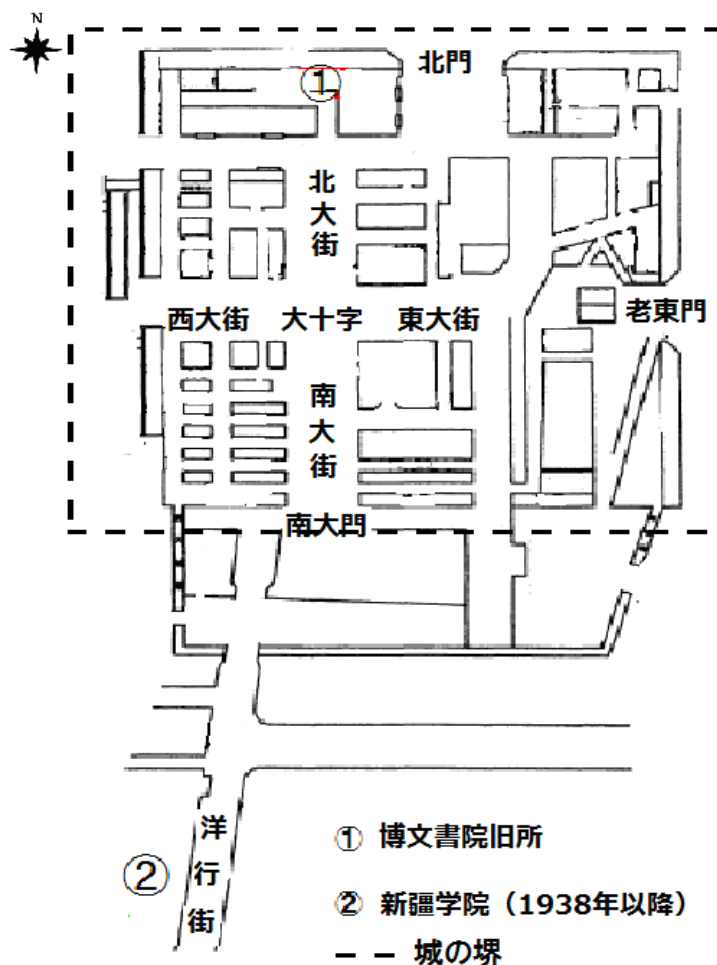 N
北門
①
北大街
西大街 大十字 東大街 老東門
南大街
南大門
洋行街
②
① 博文書院旧所
② 新疆学院（1938年以降）
城の堺